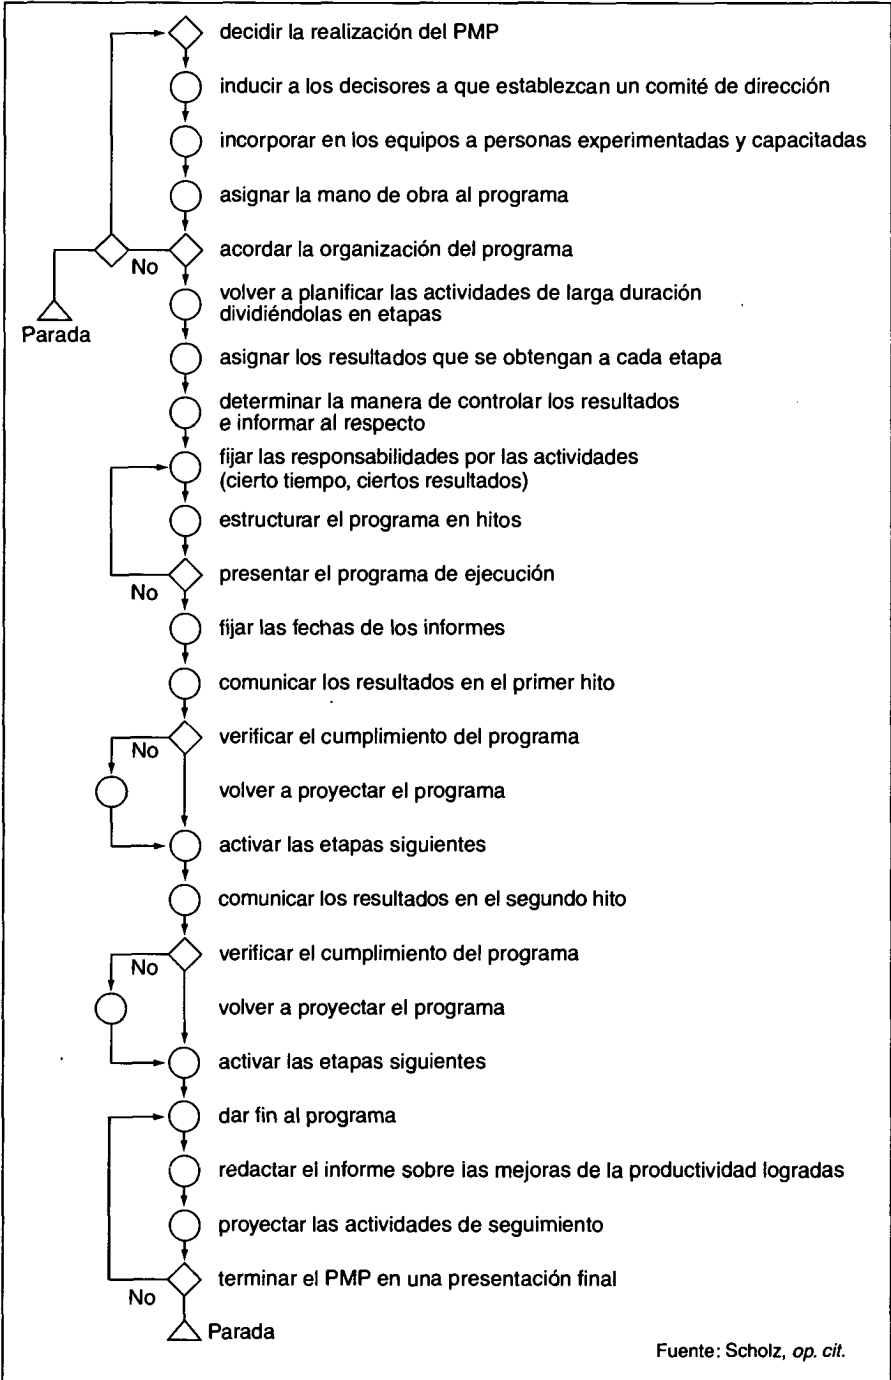 decidir la realización del PMP
inducir a los decisores a que establezcan un comité de dirección
incorporar en los equipos a personas experimentadas y capacitadas
asignar la mano de obra al programa
acordar la organización del programa
No
volver a planificar las actividades de larga duración
dividiéndolas en etapas
Parada
asignar los resultados que se obtengan a cada etapa
determinar la manera de controlar los resultados
e informar al respecto
fijar las responsabilidades por las actividades
(cierto tiempo, ciertos resultados)
estructurar el programa en hitos
presentar el programa de ejecución
No
fijar las fechas de los informes
comunicar los resultados en el primer hito
verificar el cumplimiento del programa
No
volver a proyectar el programa
activar las etapas siguientes
comunicar los resultados en el segundo hito
verificar el cumplimiento del programa
No
volver a proyectar el programa
activar las etapas siguientes
dar fin al programa
redactar el informe sobre las mejoras de la productividad logradas
proyectar las actividades de seguimiento
terminar el PMP en una presentación final
No
Parada
Fuente: Scholz, op. cit.